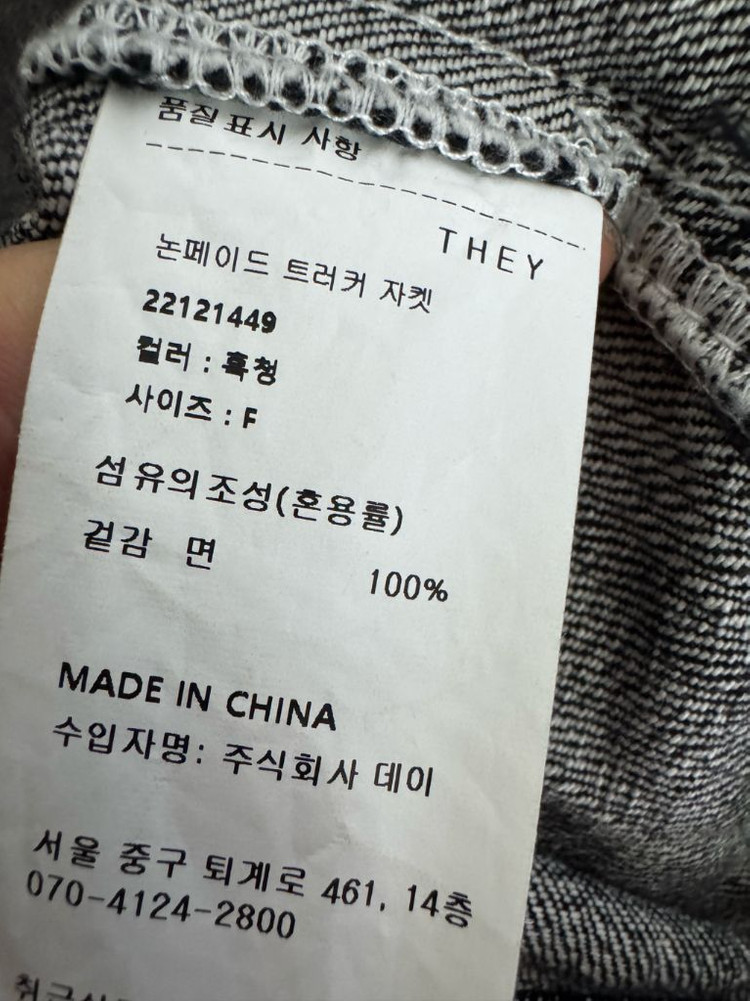 품질표시 사항
THEY
논페이드 트러커 자켓
22121449
컬러 : 흑청
사이즈 : F
섬유의조성(혼용률)
겉감 면 100%
MADE IN CHINA
수입자명: 주식회사 데이
서울 중구 퇴계로 461, 14층
070-4124-2800